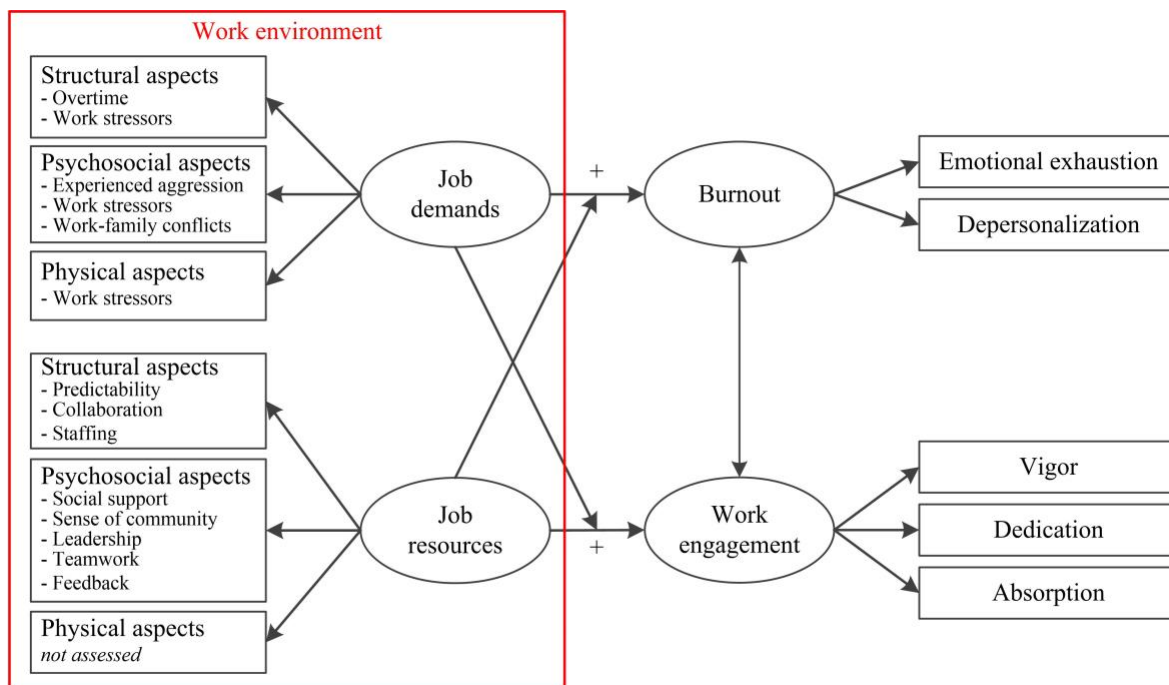 Work environment
Structural aspects
- Overtime
- Work stressors
Psychosocial aspects
- Experienced aggression
- Work stressors
- Work-family conflicts
Physical aspects
- Work stressors
Structural aspects
- Predictability
- Collaboration
- Staffing
Psychosocial aspects
- Social support
- Sense of community
- Leadership
- Teamwork
- Feedback
Physical aspects
not assessed
Job
demands
Job
resources
+
+
Burnout
Work
engagement
Emotional exhaustion
Depersonalization
Vigor
Dedication
Absorption